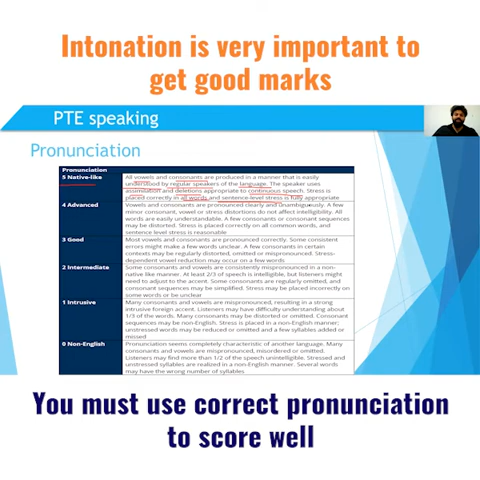 Intonation is very important to
get good marks
PTE speaking
Pronunciation
Pronunciation
5 Native-like
All vowels and consonants are produced in a manner that is easily
understood by regular speakers of the language. The speaker uses
assimilation and deletions appropriate to continuous speech. Stress is
placed correctly in all words and sentence-level stress is fully appropriate
4 Advanced
Vowels and consonants are pronounced clearly and unambiguously. A few
minor consonant, vowel or stress distortions do not affect intelligibility. All
words are easily understandable. A few consonants or consonant sequences
may be distorted. Stress is placed correctly on all common words, and
sentence level stress is reasonable
3 Good
Most vowels and consonants are pronounced correctly. Some consistent
errors might make a few words unclear. A few consonants in certain
contexts may be regularly distorted, omitted or mispronounced. Stress-
dependent vowel reduction may occur on a few words
2 Intermediate
Some consonants and vowels are consistently mispronounced in a non-
native like manner. At least 2/3 of speech is intelligible, but listeners might
need to adjust to the accent. Some consonants are regularly omitted, and
consonant sequences may be simplified. Stress may be placed incorrectly on
some words or be unclear
1 Intrusive
Many consonants and vowels are mispronounced, resulting in a strong
intrusive foreign accent. Listeners may have difficulty understanding about
1/3 of the words. Many consonants may be distorted or omitted. Consonant
sequences may be non-English. Stress is placed in a non-English manner;
unstressed words may be reduced or omitted and a few syllables added or
missed
0 Non-English
Pronunciation seems completely characteristic of another language. Many
consonants and vowels are mispronounced, misordered or omitted.
Listeners may find more than 1/2 of the speech unintelligible. Stressed and
unstressed syllables are realized in a non-English manner. Several words
may have the wrong number of syllables
You must use correct pronunciation
to score well